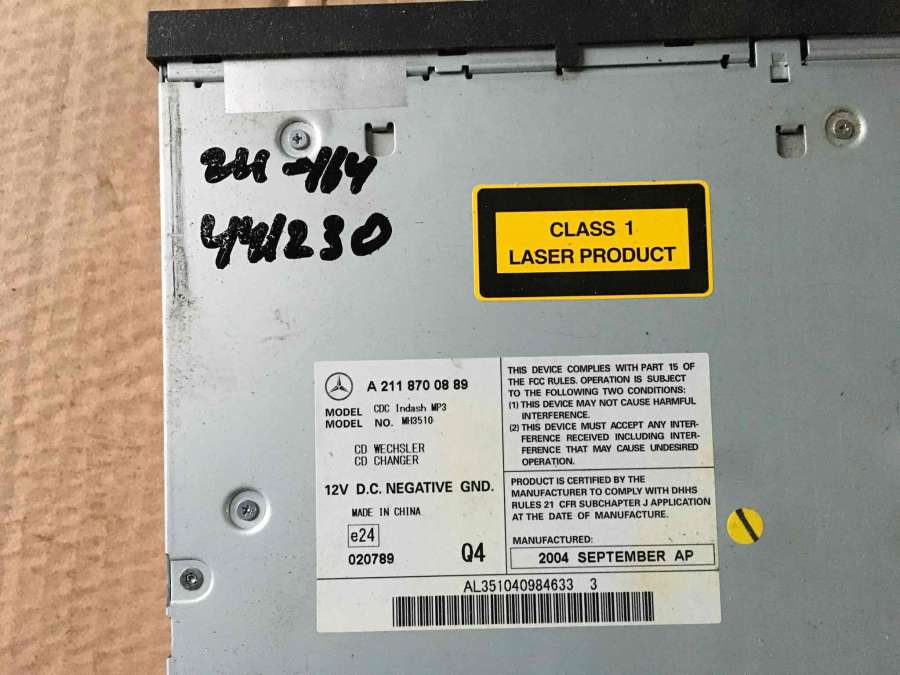 441230
CLASS 1
LASER PRODUCT
A 211 870 08 89
MODEL CDC Indash MP3
MODEL NO. MH3510
CD WECHSLER
CD CHANGER
12V D.C. NEGATIVE GND.
MADE IN CHINA
e24
020789 Q4
THIS DEVICE COMPLIES WITH PART 15 OF
THE FCC RULES. OPERATION IS SUBJECT
TO THE FOLLOWING TWO CONDITIONS:
(1) THIS DEVICE MAY NOT CAUSE HARMFUL
INTERFERENCE.
(2) THIS DEVICE MUST ACCEPT ANY INTER-
FERENCE RECEIVED INCLUDING INTER-
FERENCE THAT MAY CAUSE UNDESIRED
OPERATION.
PRODUCT IS CERTIFIED BY THE
MANUFACTURER TO COMPLY WITH DHHS
RULES 21 CFR SUBCHAPTER J APPLICATION
AT THE DATE OF MANUFACTURE.
MANUFACTURED:
2004 SEPTEMBER AP
AL351040984633 3